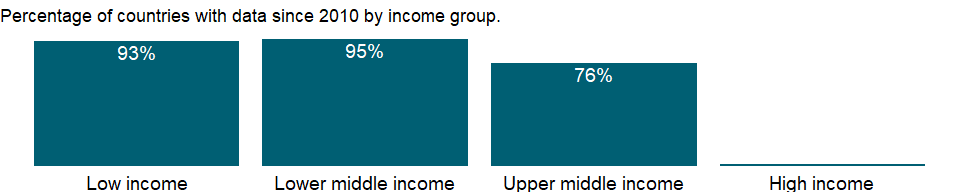 Percentage of countries with data since 2010 by income group.
93%
95%
76%
Low income
Lower middle income
Upper middle income
High income